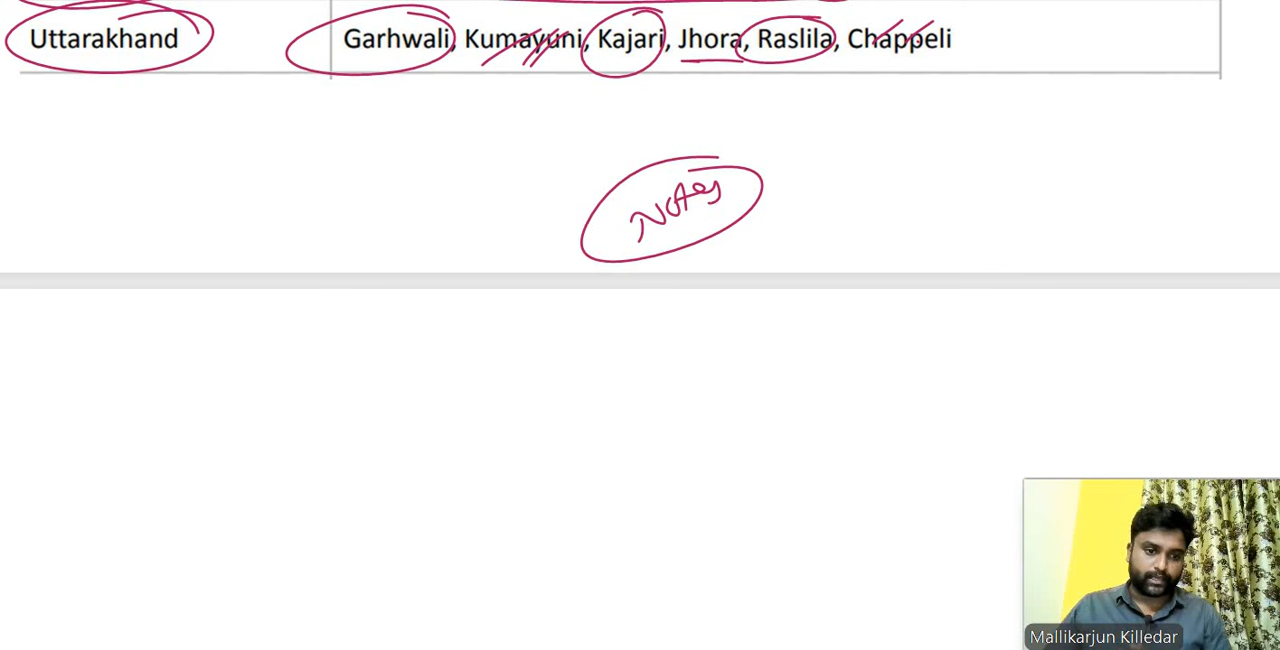 Uttarakhand Garhwali, Kumayuni, Kajari, Jhora, Raslila, Chappeli
Notes
Mallikarjun Killedar